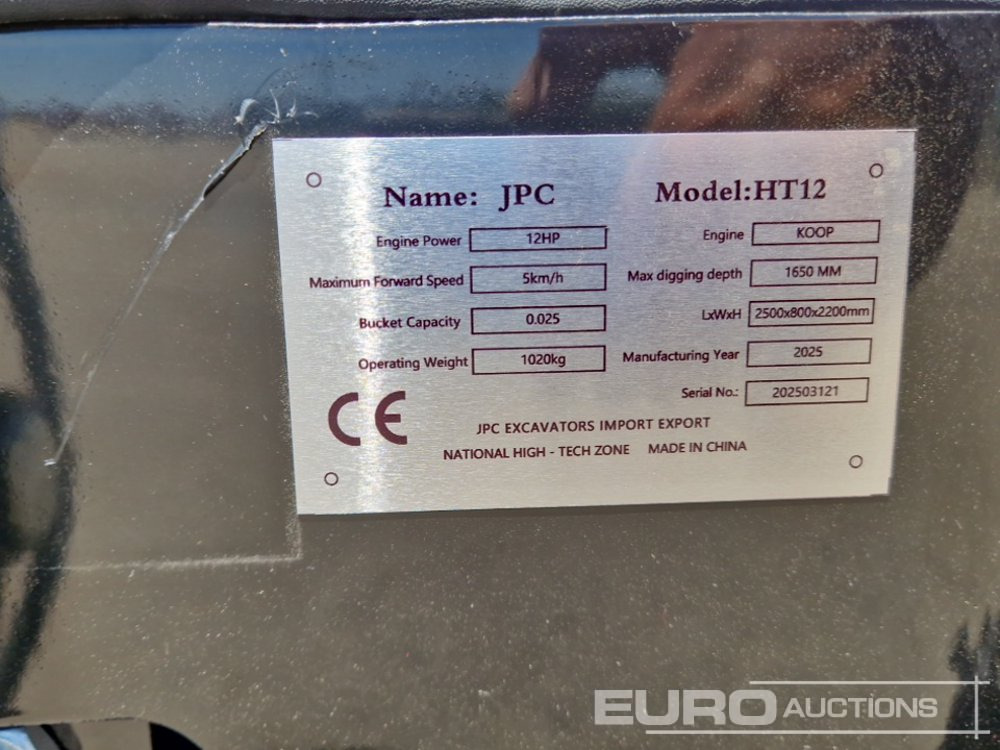 Name: JPC Model:HT12
Engine Power 12HP Engine KOOP
Maximum Forward Speed 5km/h Max digging depth 1650 MM
Bucket Capacity 0.025 LxWxH 2500x800x2200mm
Operating Weight 1020kg Manufacturing Year 2025
Serial No.: 202503121
CE
JPC EXCAVATORS IMPORT EXPORT
NATIONAL HIGH - TECH ZONE MADE IN CHINA
EURO AUCTIONS